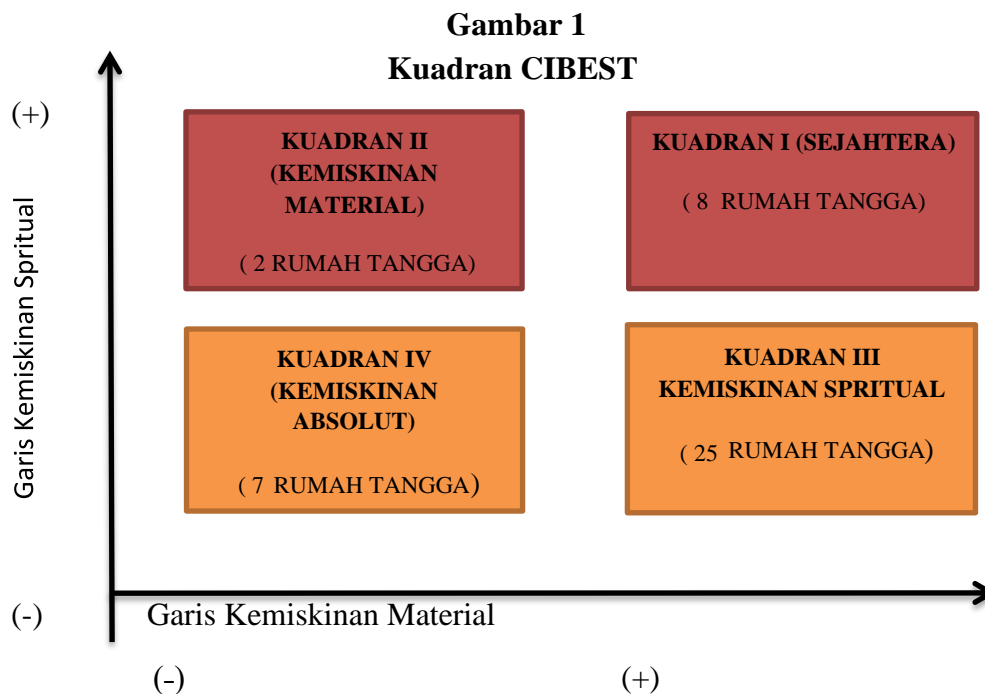 Gambar 1
Kuadran CIBEST
(+)
Garis Kemiskinan Spritual
KUADRAN II
(KEMISKINAN
MATERIAL)
( 2 RUMAH TANGGA)
KUADRAN I (SEJAHTERA)
( 8 RUMAH TANGGA)
KUADRAN IV
(KEMISKINAN
ABSOLUT)
( 7 RUMAH TANGGA)
KUADRAN III
KEMISKINAN SPRITUAL
( 25 RUMAH TANGGA)
(-)
Garis Kemiskinan Material
(-)
(+)